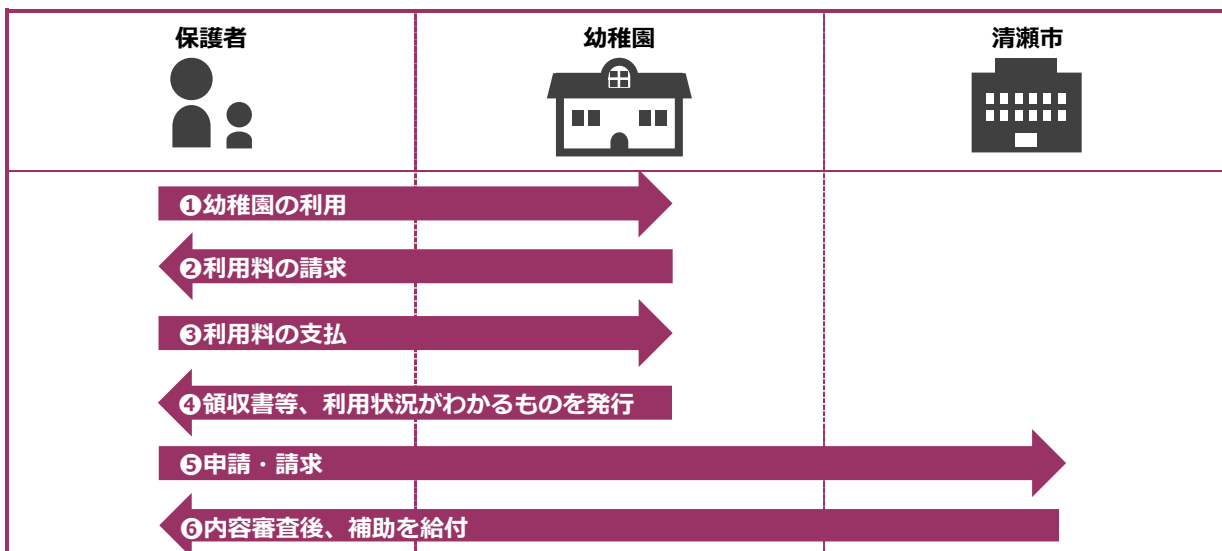 保護者
幼稚園
清瀬市
❶幼稚園の利用
❷利用料の請求
❸利用料の支払
❹領収書等、利用状況がわかるものを発行
❺申請・請求
❻内容審査後、補助を給付